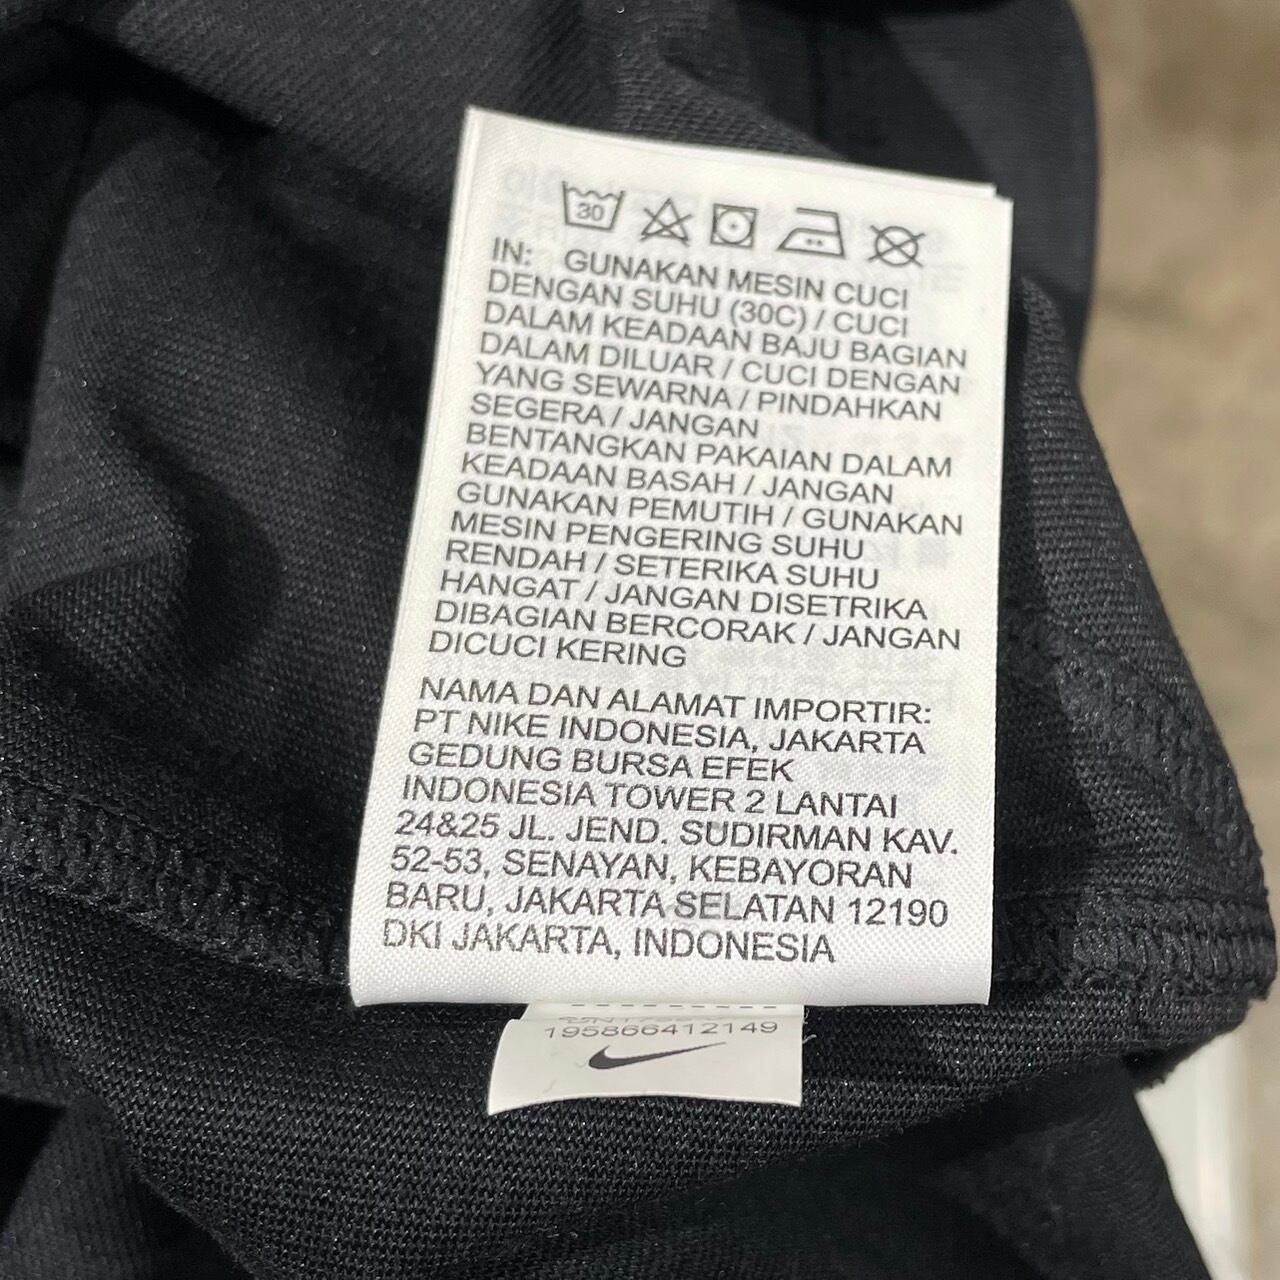 30
IN: GUNAKAN MESIN CUCI
DENGAN SUHU (30C) / CUCI
DALAM KEADAAN BAJU BAGIAN
DALAM DILUAR / CUCI DENGAN
YANG SEWARNA / PINDAHKAN
SEGERA / JANGAN
BENTANGKAN PAKAIAN DALAM
KEADAAN BASAH / JANGAN
GUNAKAN PEMUTIH / GUNAKAN
MESIN PENGERING SUHU
RENDAH / SETERIKA SUHU
HANGAT / JANGAN DISETRIKA
DIBAGIAN BERCORAK / JANGAN
DICUCI KERING
NAMA DAN ALAMAT IMPORTIR:
PT NIKE INDONESIA, JAKARTA
GEDUNG BURSA EFEK
INDONESIA TOWER 2 LANTAI
24&25 JL. JEND. SUDIRMAN KAV.
52-53, SENAYAN, KEBAYORAN
BARU, JAKARTA SELATAN 12190
DKI JAKARTA, INDONESIA
195866412149